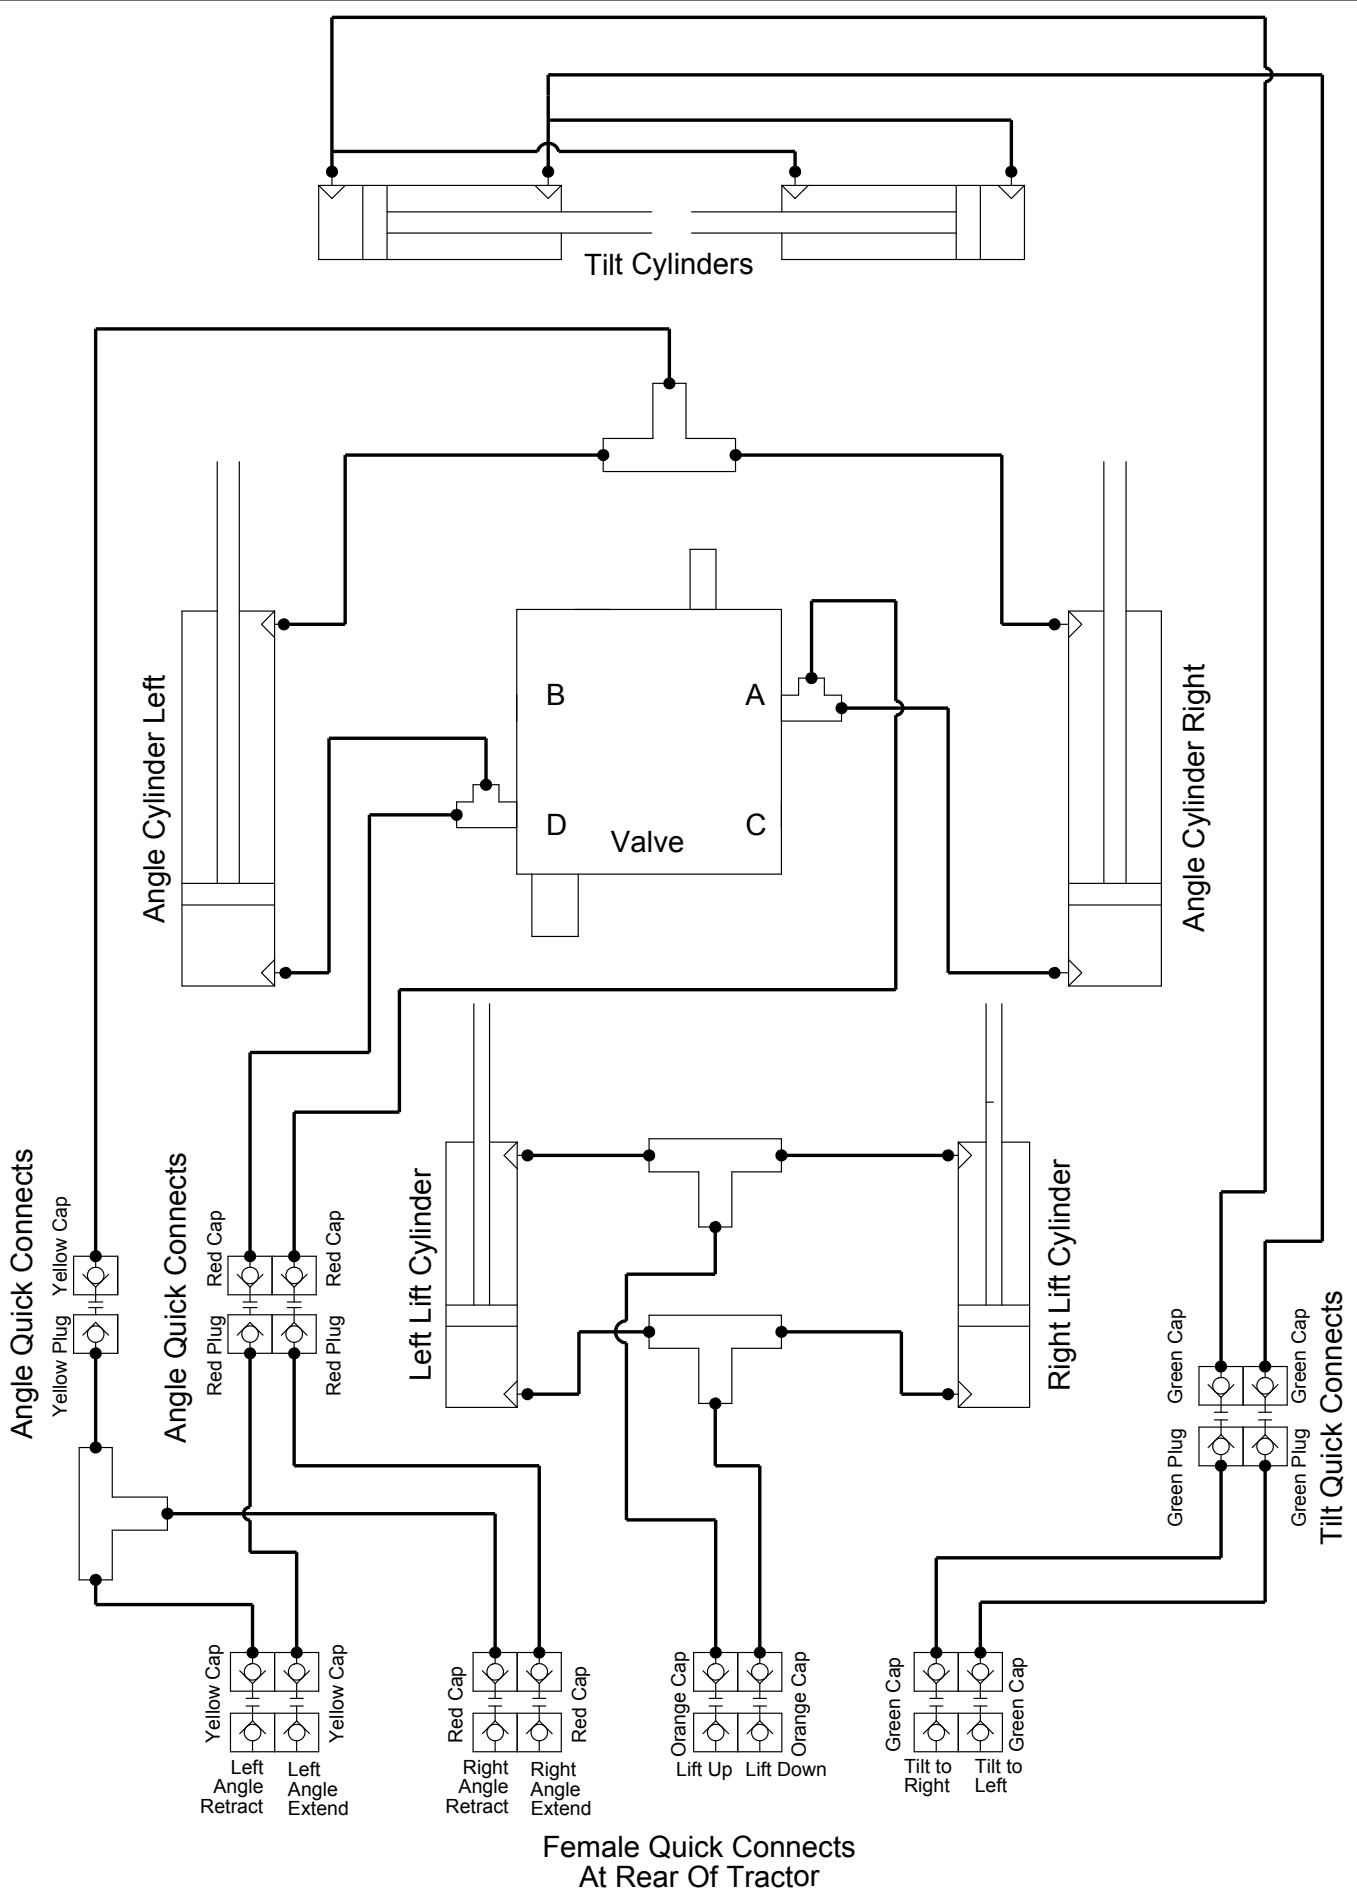 Tilt Cylinders
Angle Cylinder Left
B
A
D
C
Valve
Angle Cylinder Right
Angle Quick Connects
Yellow Cap
Yellow Plug
Angle Quick Connects
Red Cap
Red Plug
Red Cap
Red Plug
Left Lift Cylinder
Right Lift Cylinder
Green Cap
Green Plug
Green Cap
Green Plug
Tilt Quick Connects
Yellow Cap
Yellow Cap
Red Cap
Red Cap
Orange Cap
Orange Cap
Green Cap
Green Cap
Left
Angle
Retract
Left
Angle
Extend
Right
Angle
Retract
Right
Angle
Extend
Lift Up
Lift Down
Tilt to
Right
Tilt to
Left
Female Quick Connects
At Rear Of Tractor